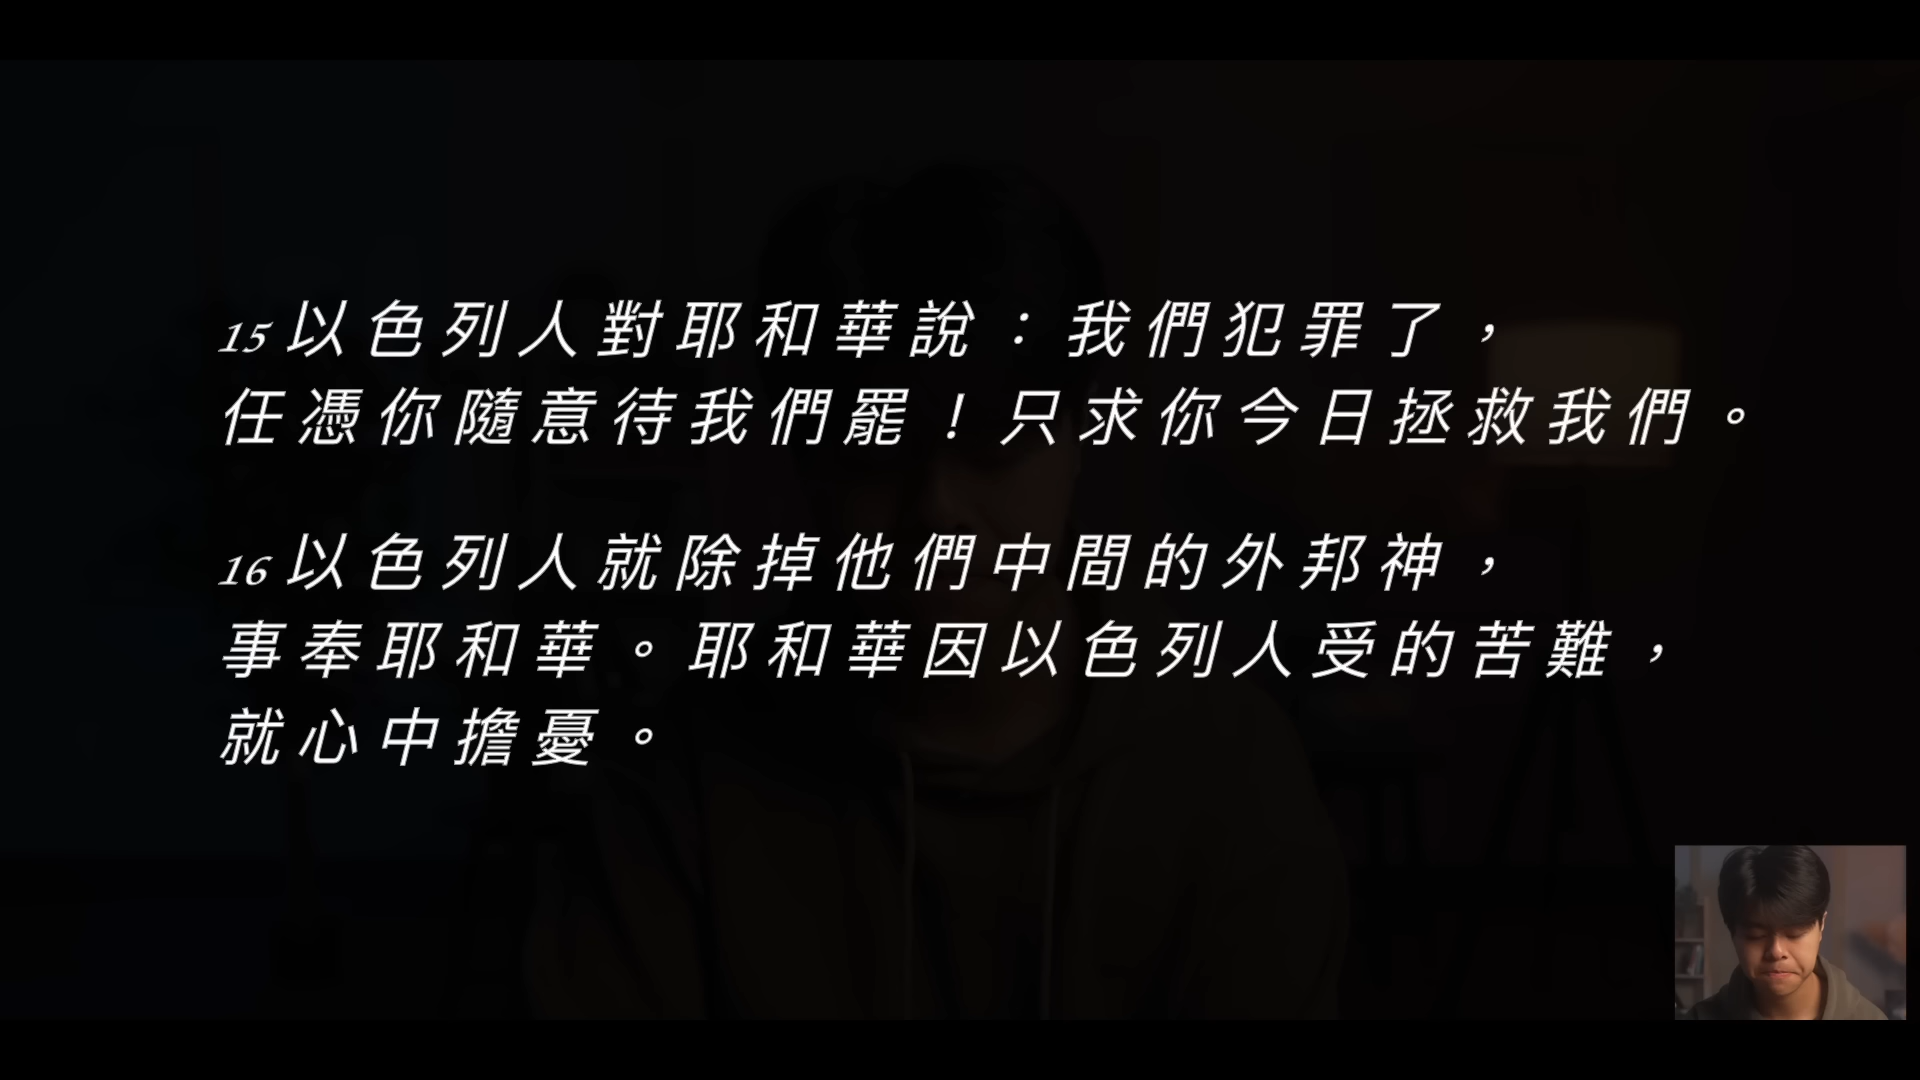 15 以色列人對耶和華說：我們犯罪了，
任憑你隨意待我們罷！只求你今日拯救我們。
16 以色列人就除掉他們中間的外邦神，
事奉耶和華。耶和華因以色列人受的苦難，
就心中擔憂。